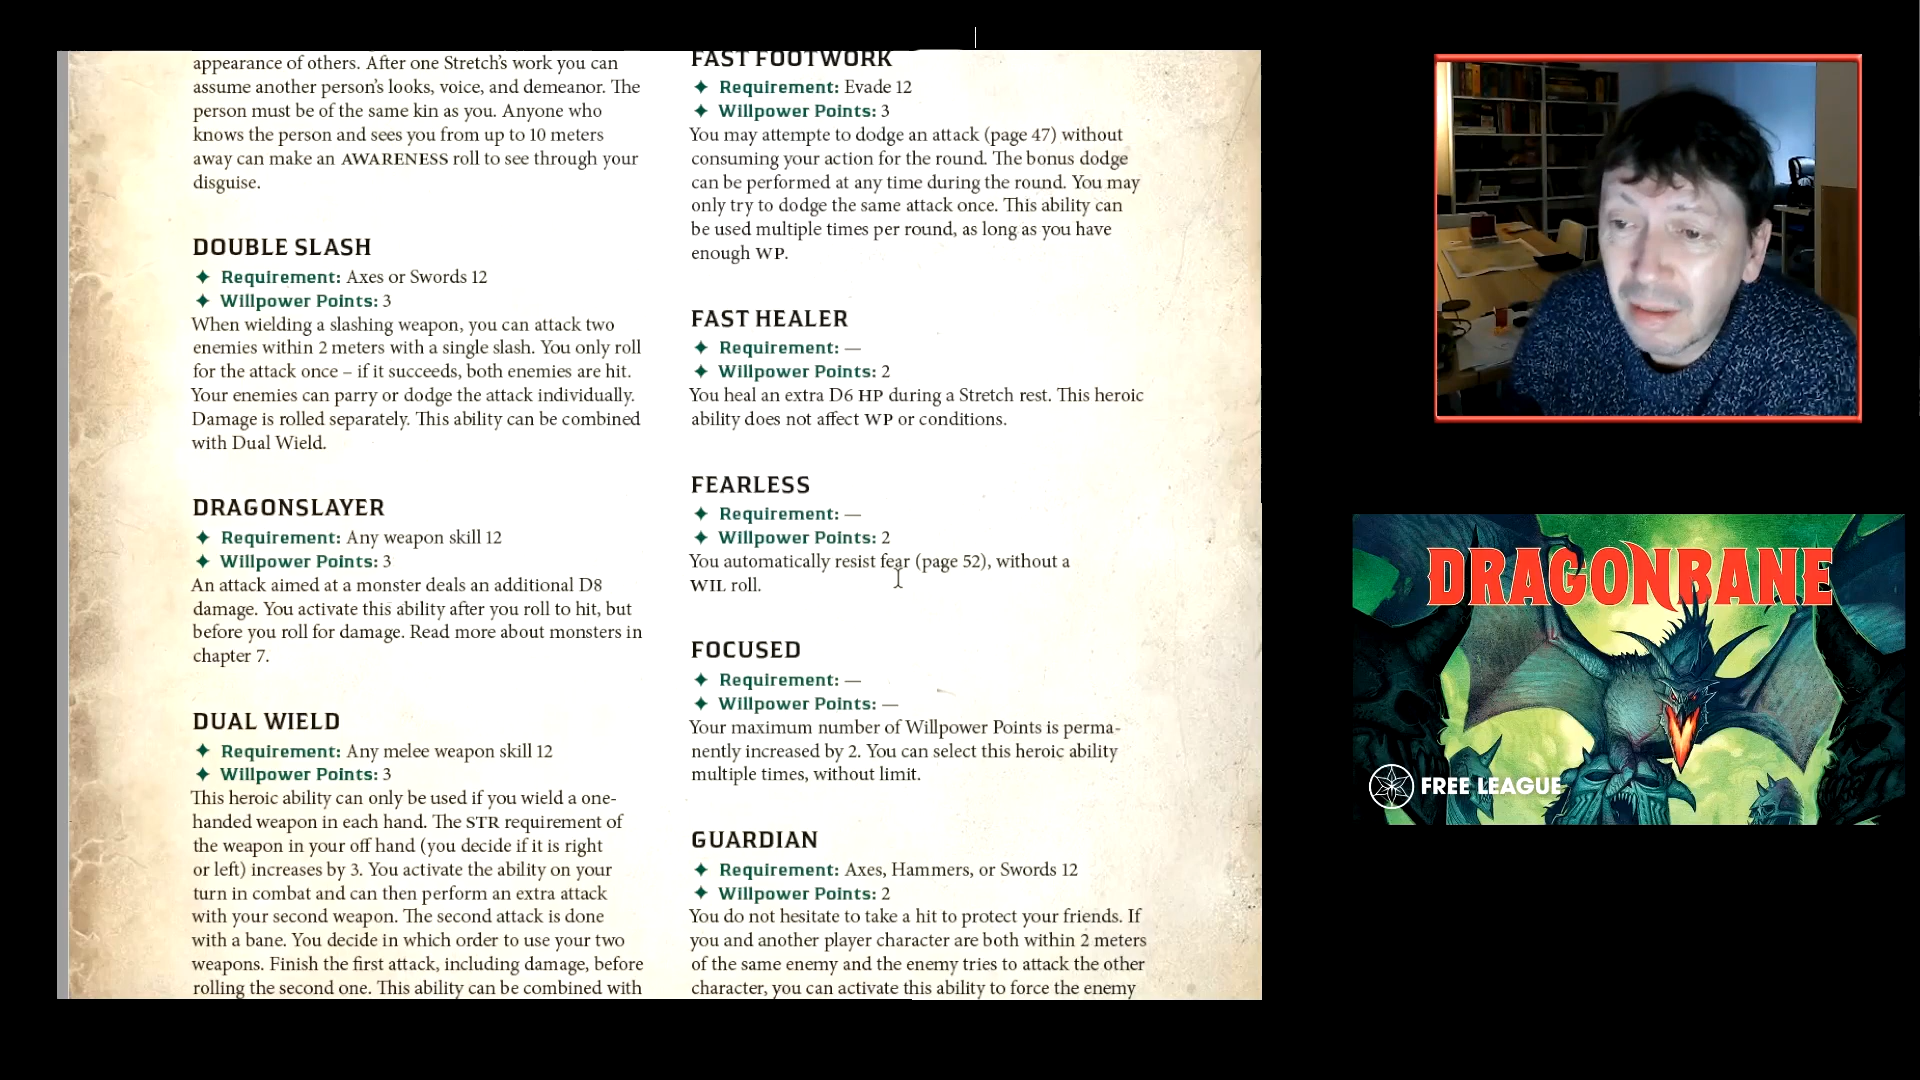 appearance of others. After one Stretch's work you can
assume another person's looks, voice, and demeanor. The
person must be of the same kin as you. Anyone who
knows the person and sees you from up to 10 meters
away can make an AWARENESS roll to see through your
disguise.
DOUBLE SLASH
Requirement: Axes or Swords 12
Willpower Points: 3
When wielding a slashing weapon, you can attack two
enemies within 2 meters with a single slash. You only roll
for the attack once – if it succeeds, both enemies are hit.
Your enemies can parry or dodge the attack individually.
Damage is rolled separately. This ability can be combined
with Dual Wield.
DRAGONSLAYER
Requirement: Any weapon skill 12
Willpower Points: 3
An attack aimed at a monster deals an additional D8
damage. You activate this ability after you roll to hit, but
before you roll for damage. Read more about monsters in
chapter 7.
DUAL WIELD
Requirement: Any melee weapon skill 12
Willpower Points: 3
This heroic ability can only be used if you wield a one-
handed weapon in each hand. The STR requirement of
the weapon in your off hand (you decide if it is right
or left) increases by 3. You activate the ability on your
turn in combat and can then perform an extra attack
with your second weapon. The second attack is done
with a bane. You decide in which order to use your two
weapons. Finish the first attack, including damage, before
rolling the second one. This ability can be combined with
FAST FOOTWORK
Requirement: Evade 12
Willpower Points: 3
You may attempte to dodge an attack (page 47) without
consuming your action for the round. The bonus dodge
can be performed at any time during the round. You may
only try to dodge the same attack once. This ability can
be used multiple times per round, as long as you have
enough WP.
FAST HEALER
Requirement: —
Willpower Points: 2
You heal an extra D6 HP during a Stretch rest. This heroic
ability does not affect WP or conditions.
FEARLESS
Requirement: —
Willpower Points: 2
You automatically resist fear (page 52), without a
WIL roll.
FOCUSED
Requirement: —
Willpower Points: —
Your maximum number of Willpower Points is perma-
nently increased by 2. You can select this heroic ability
multiple times, without limit.
GUARDIAN
Requirement: Axes, Hammers, or Swords 12
Willpower Points: 2
You do not hesitate to take a hit to protect your friends. If
you and another player character are both within 2 meters
of the same enemy and the enemy tries to attack the other
character, you can activate this ability to force the enemy
DRAGONBANE
FREE LEAGUE